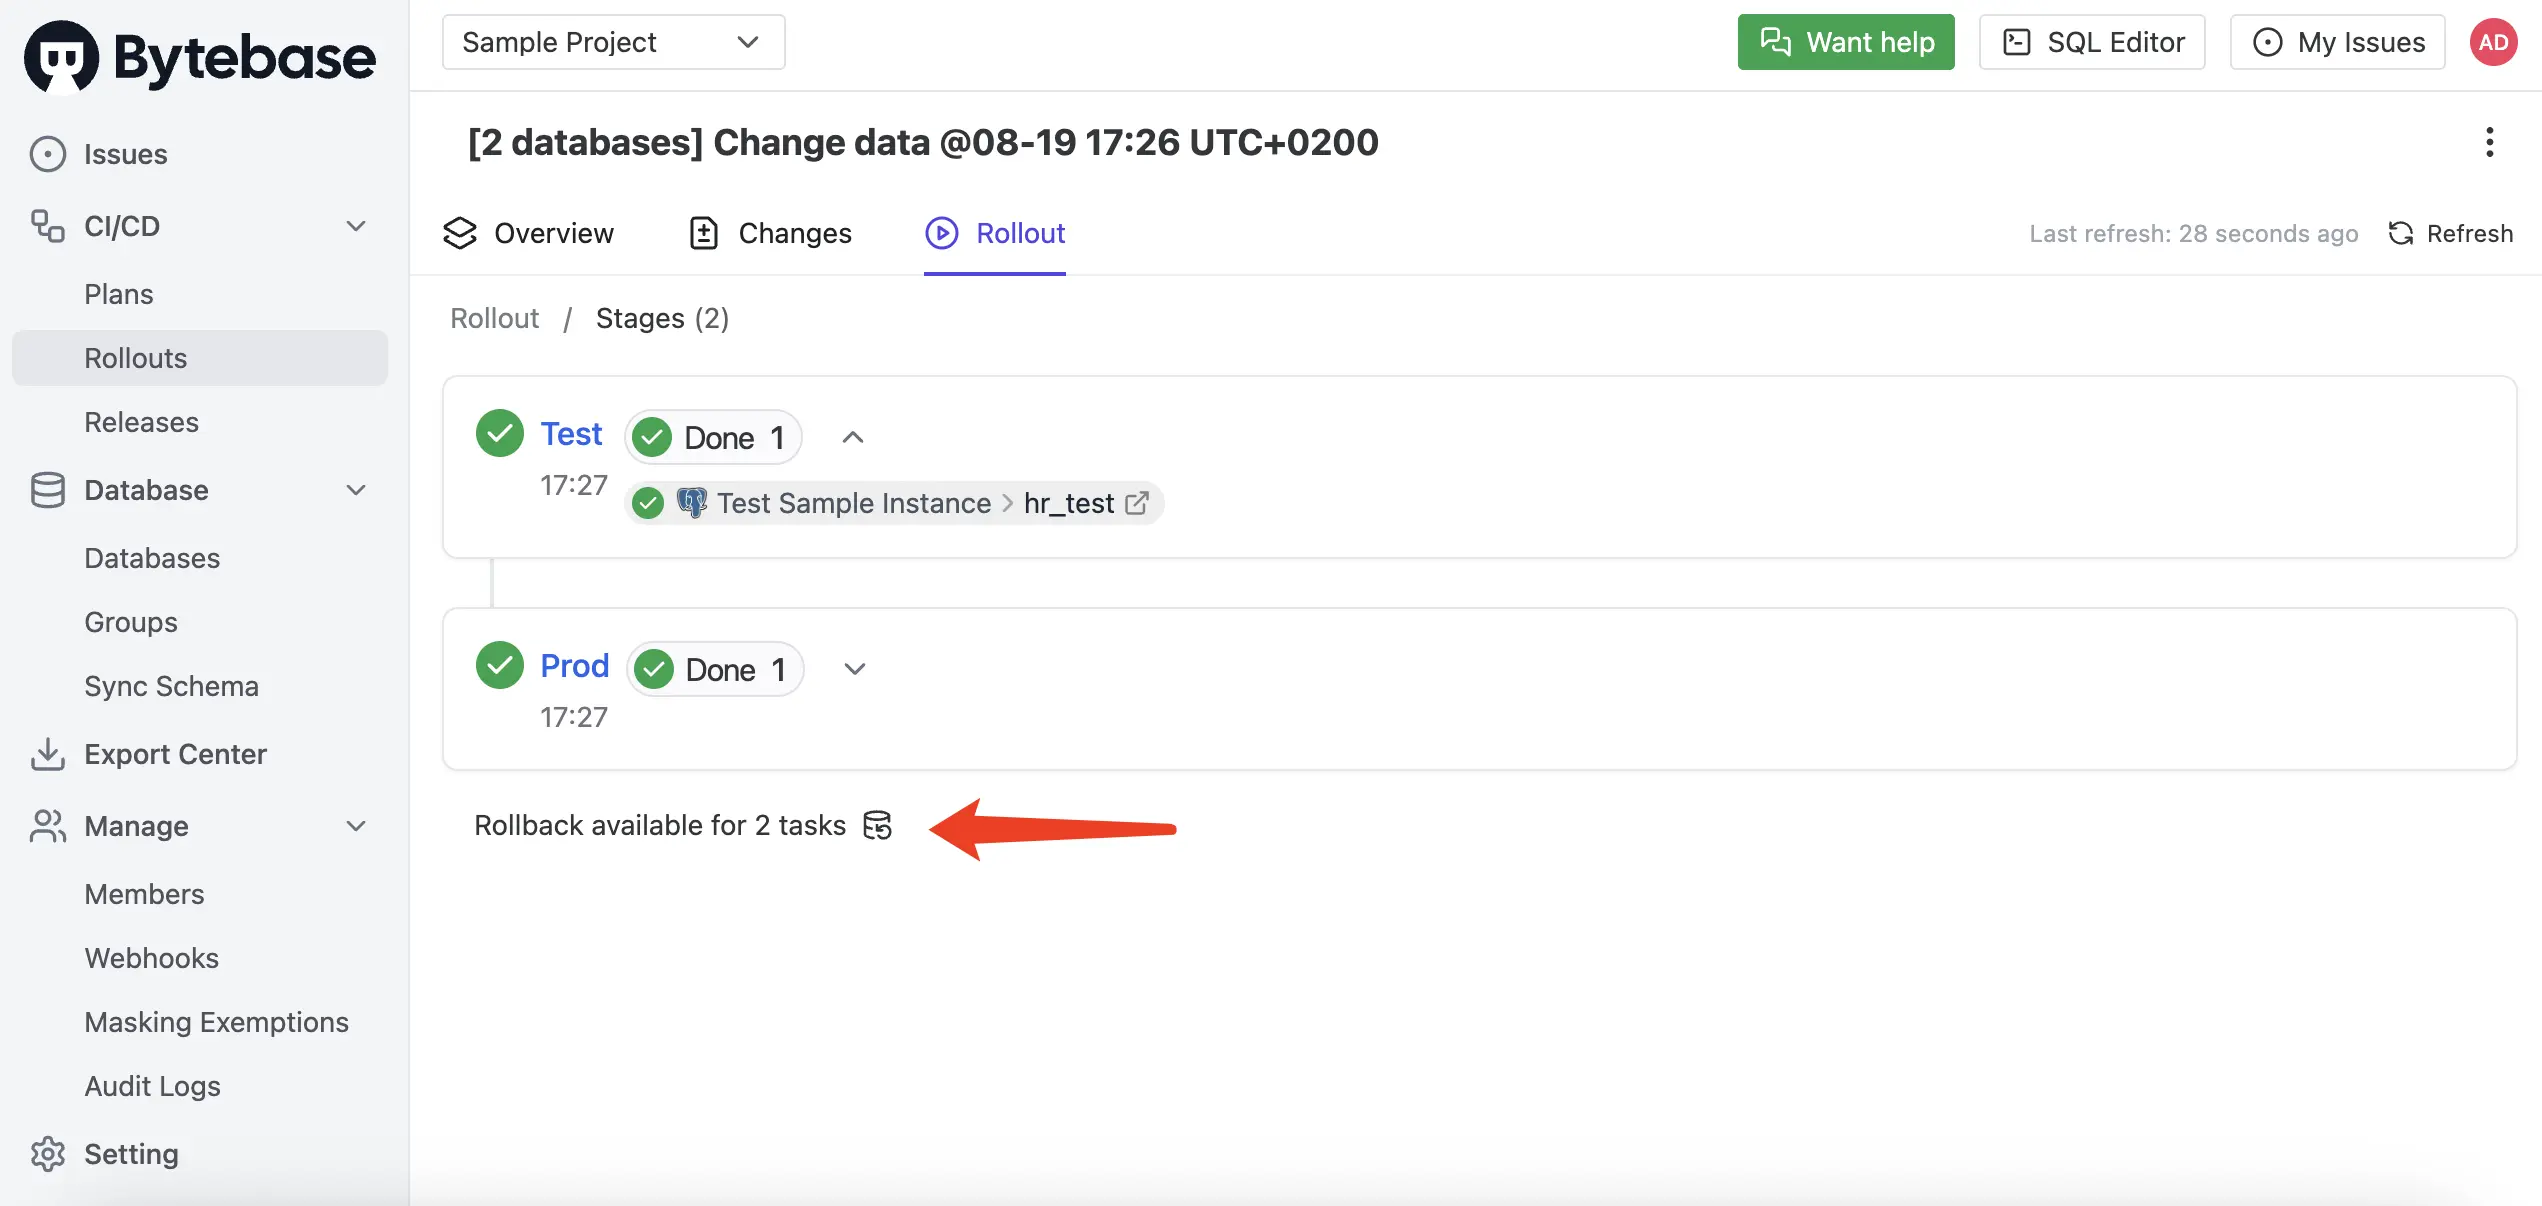 Bytebase
Sample Project
Want help
SQL Editor
My Issues
AD
Issues
CI/CD
Plans
Rollouts
Releases
Database
Databases
Groups
Sync Schema
Export Center
Manage
Members
Webhooks
Masking Exemptions
Audit Logs
Setting
[2 databases] Change data @08-19 17:26 UTC+0200
Overview
Changes
Rollout
Last refresh: 28 seconds ago
Refresh
Rollout / Stages (2)
Test Done 1
17:27
Test Sample Instance > hr_test
Prod Done 1
17:27
Rollback available for 2 tasks